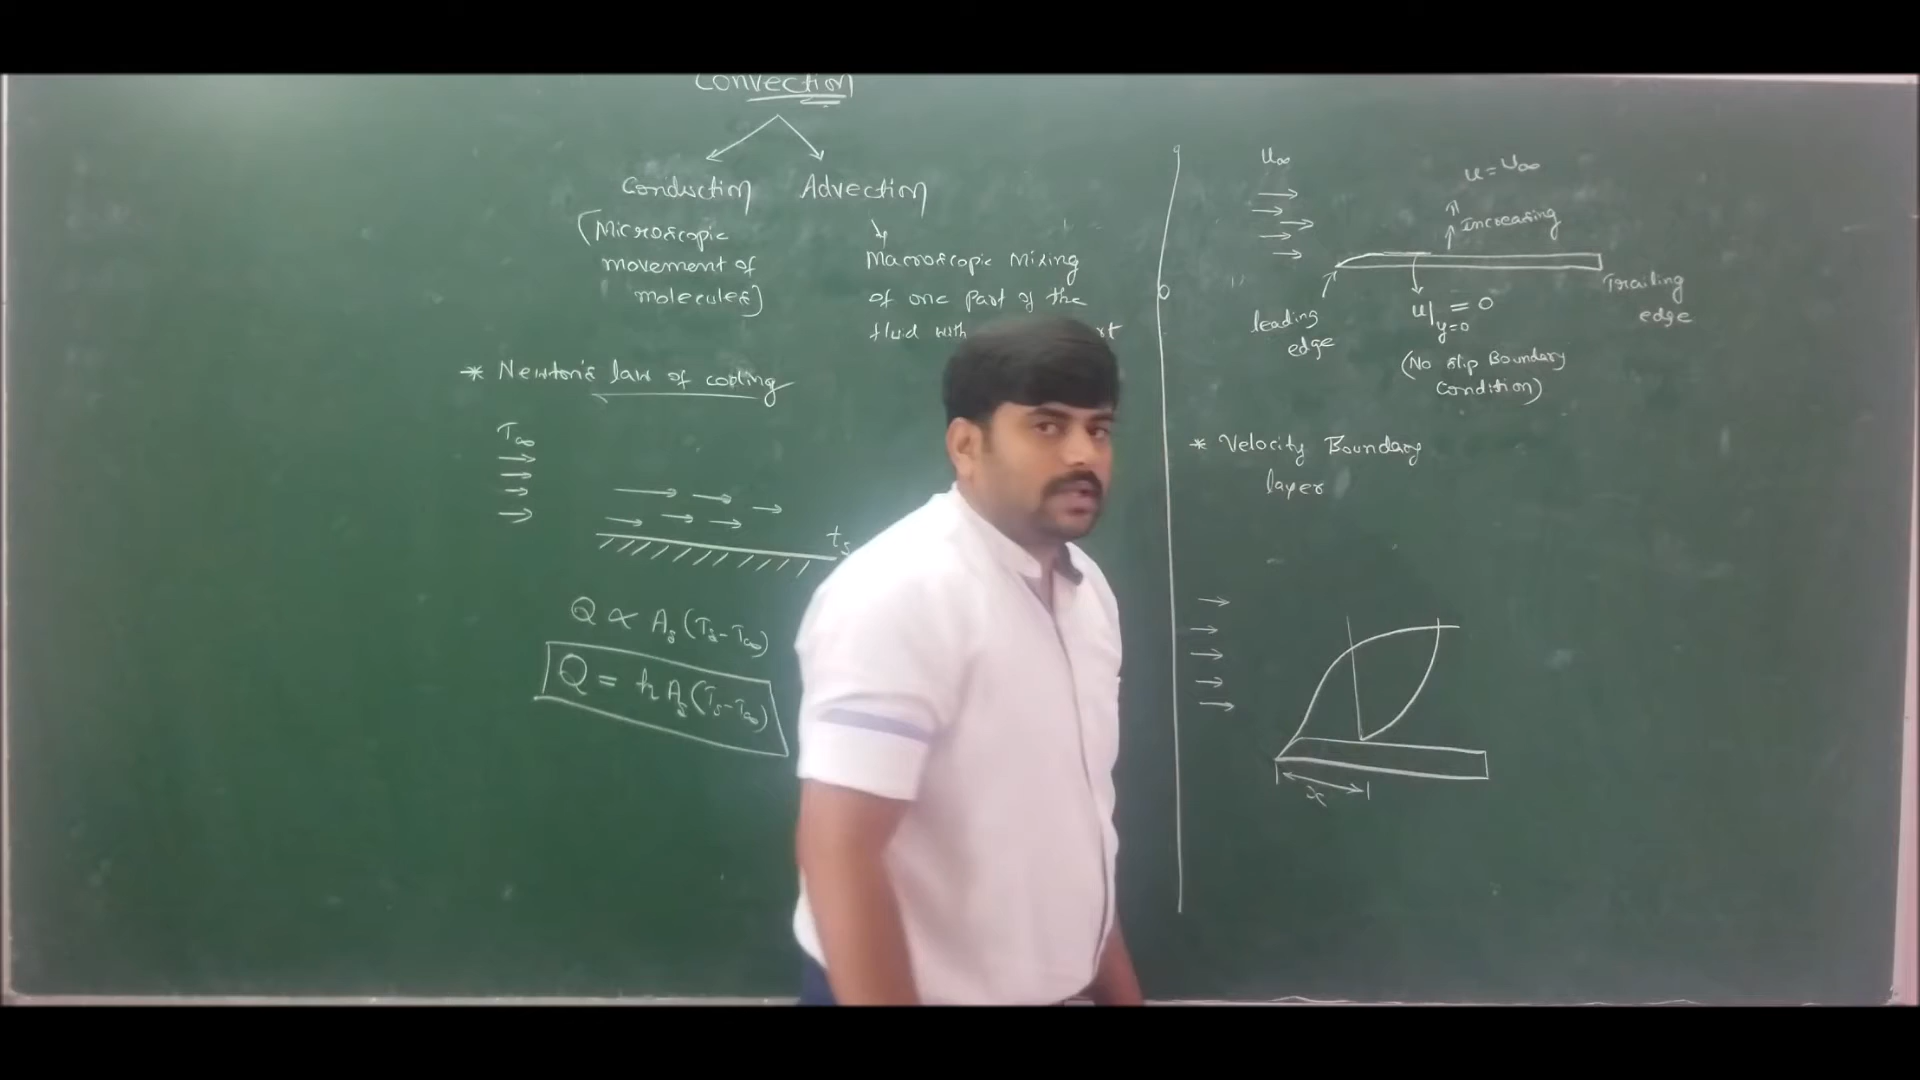 Convection
Conduction Advection
(Microscopic
movement of
molecules)
Macroscopic mixing
of one part of the
fluid with
* Newton's law of cooling
T∞
ts
Q ∝ As(Ts-T∞)
Q = hAs(Ts-T∞)
u∞
u=u∞
Increasing
leading
edge
Trailing
edge
u|y=0 = 0
(No slip Boundary
Condition)
* Velocity Boundary
layer
x